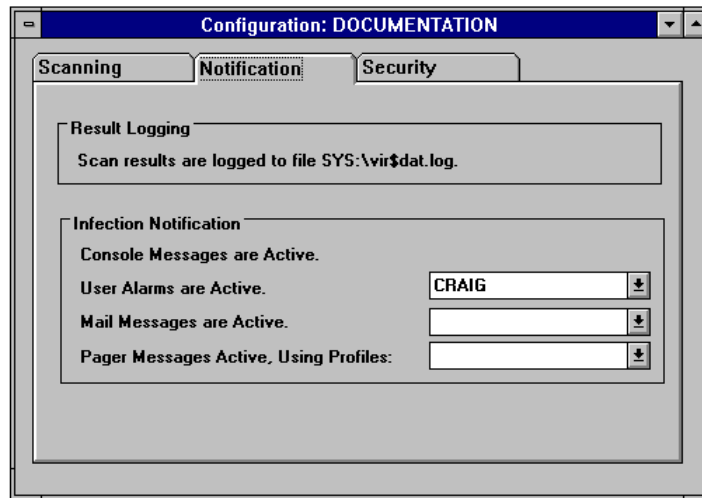 Configuration: DOCUMENTATION
Scanning Notification Security
Result Logging
Scan results are logged to file SYS:\vir$dat.log.
Infection Notification
Console Messages are Active.
User Alarms are Active. CRAIG
Mail Messages are Active.
Pager Messages Active, Using Profiles: